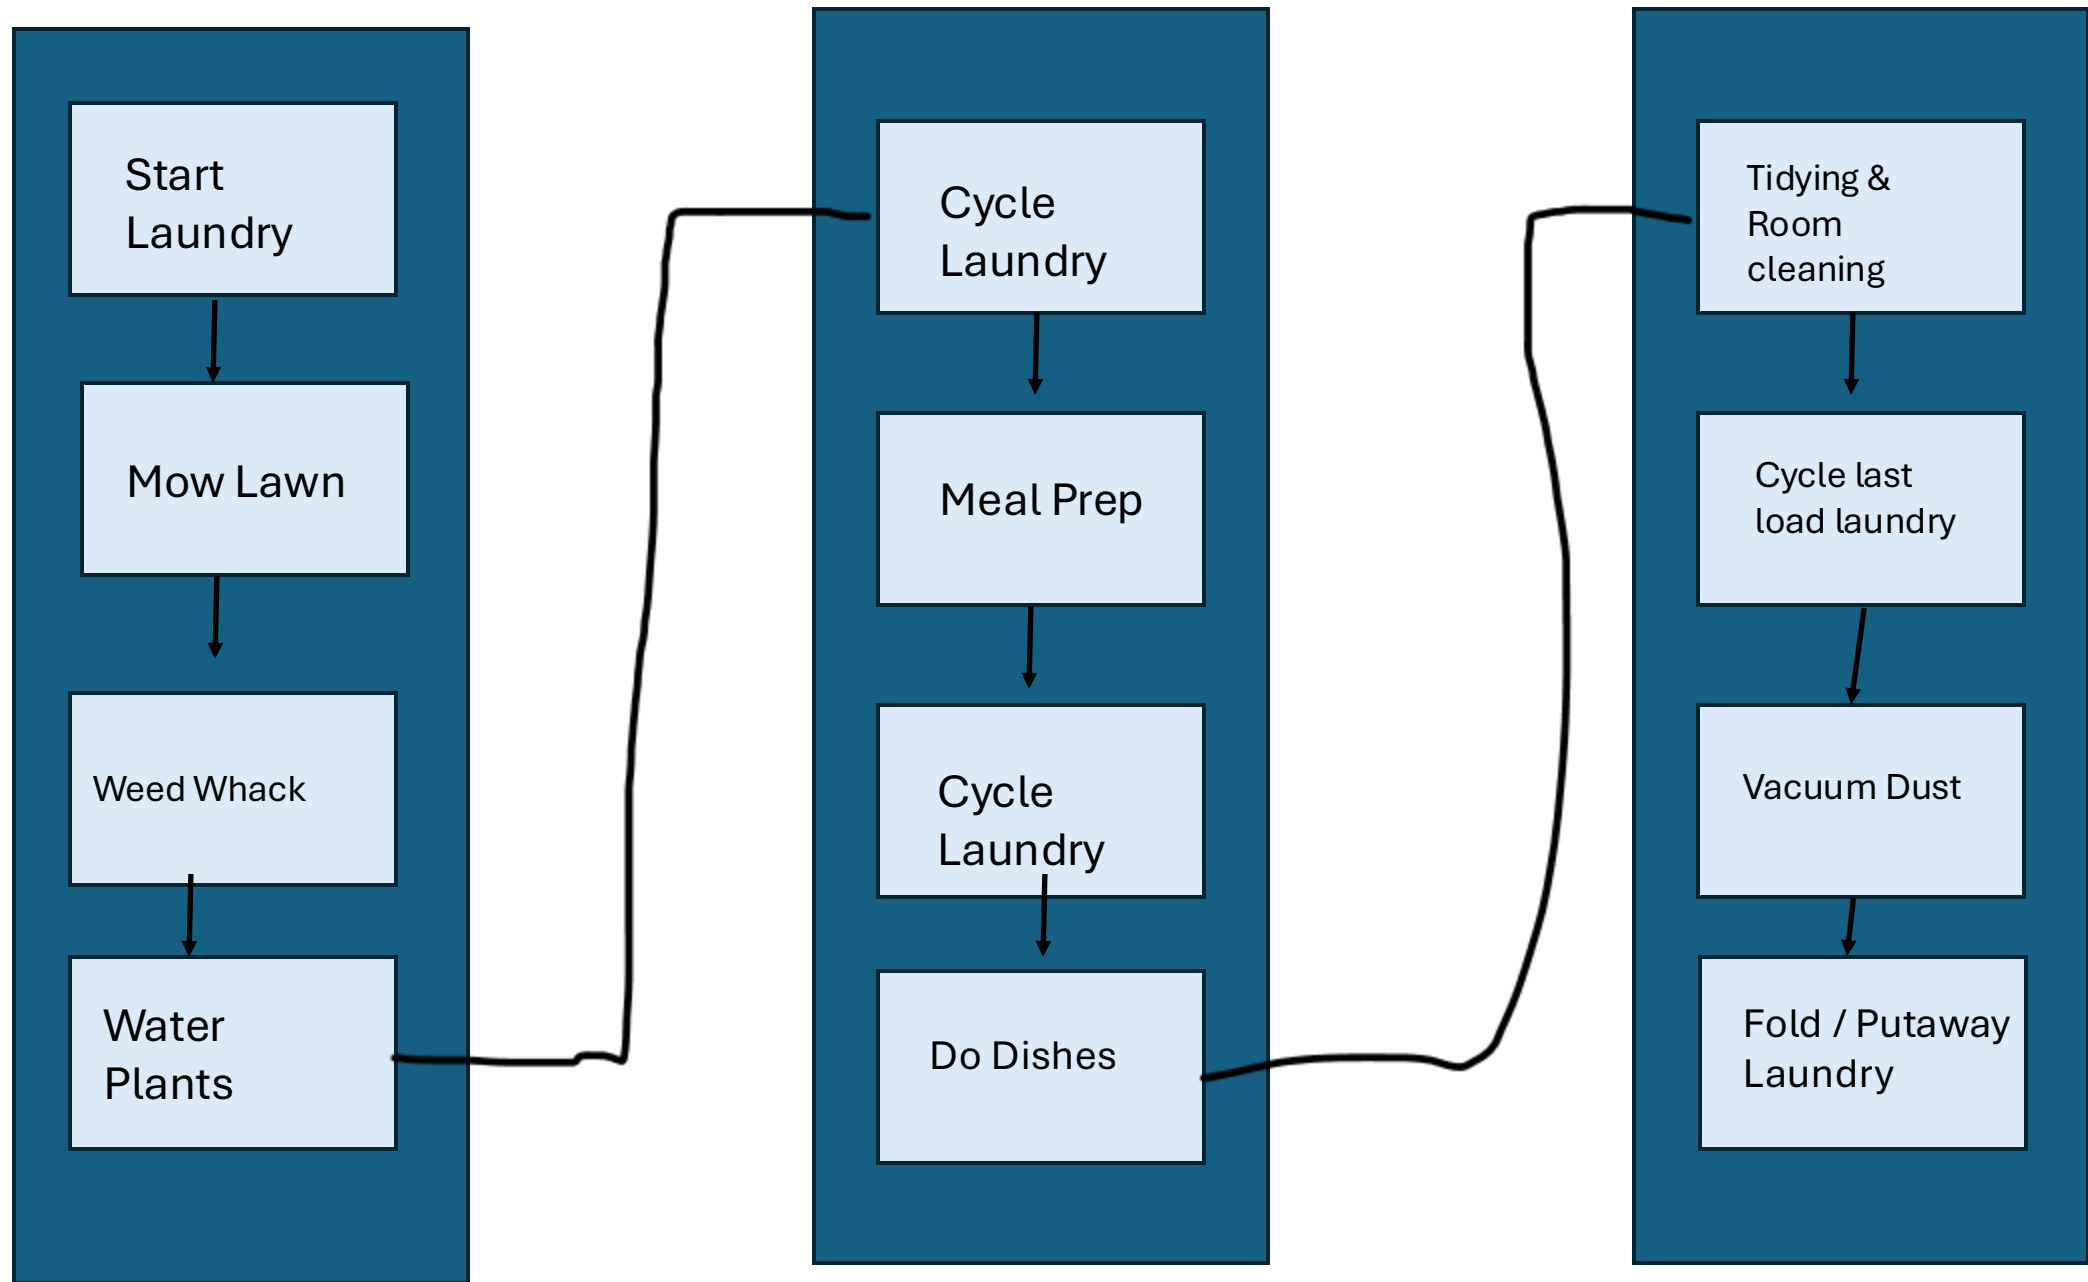 Start
Laundry
Mow Lawn
Weed Whack
Water
Plants
Cycle
Laundry
Meal Prep
Cycle
Laundry
Do Dishes
Tidying &
Room
cleaning
Cycle last
load laundry
Vacuum Dust
Fold / Putaway
Laundry